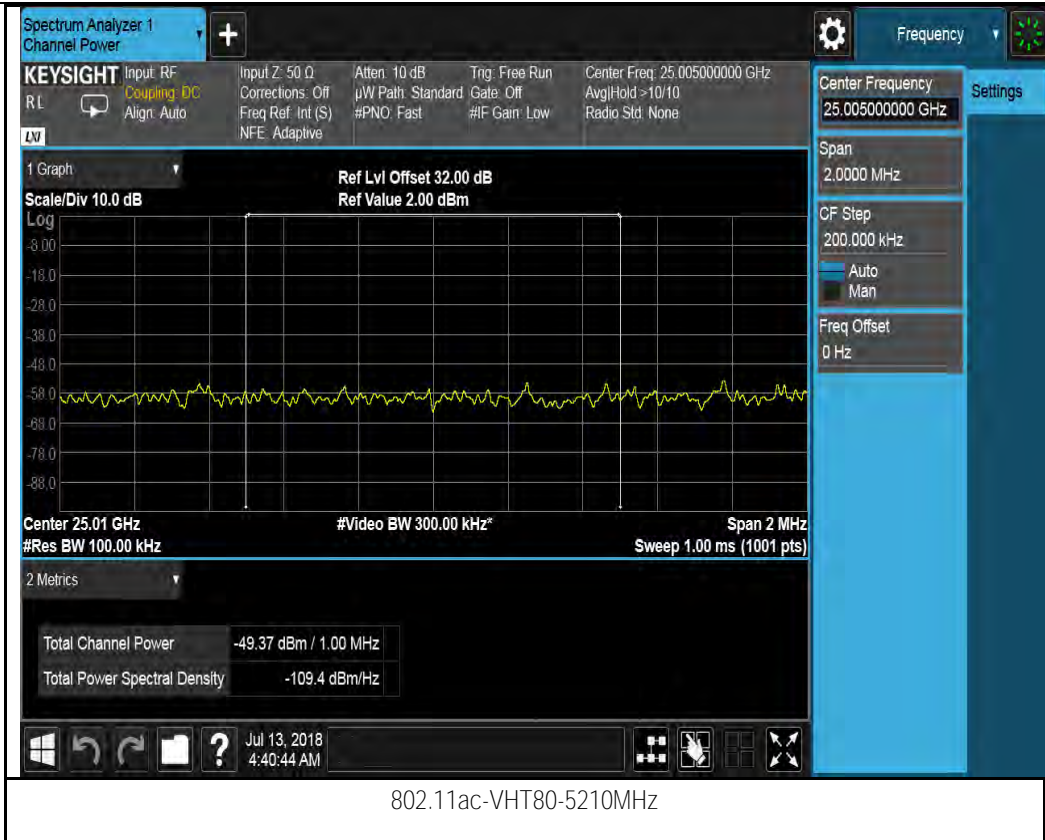 Spectrum Analyzer 1
Channel Power
+
Frequency
KEYSIGHT
R L
LXI
Input: RF
Coupling: DC
Align: Auto
Input Z: 50 Ω
Corrections: Off
Freq Ref: Int (S)
NFE: Adaptive
Atten: 10 dB
µW Path: Standard
#PNO: Fast
Trig: Free Run
Gate: Off
#IF Gain: Low
Center Freq: 25.005000000 GHz
Avg|Hold >10/10
Radio Std: None
Center Frequency
25.005000000 GHz
Settings
Span
2.0000 MHz
CF Step
200.000 kHz
Auto
Man
Freq Offset
0 Hz
1 Graph
Scale/Div 10.0 dB
Ref Lvl Offset 32.00 dB
Ref Value 2.00 dBm
Log
-8.00
-18.0
-28.0
-38.0
-48.0
-58.0
-68.0
-78.0
-88.0
Center 25.01 GHz
#Res BW 100.00 kHz
#Video BW 300.00 kHz*
Span 2 MHz
Sweep 1.00 ms (1001 pts)
2 Metrics
Total Channel Power -49.37 dBm / 1.00 MHz
Total Power Spectral Density -109.4 dBm/Hz
?
Jul 13, 2018
4:40:44 AM
802.11ac-VHT80-5210MHz